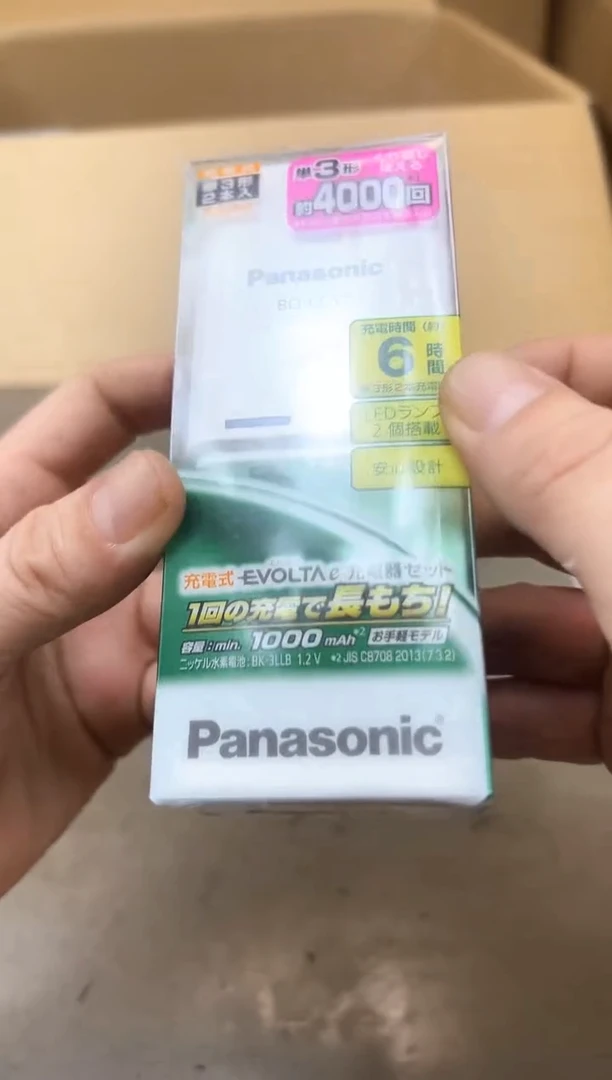 単3形
2本入
単3形
約4000回
Panasonic
充電時間(約)
6時間
LEDランプ
2個搭載
安心設計
充電式 EVOLTA e 充電器セット
1回の充電で長もち!
容量:min. 1000 mAh*2 お手軽モデル
ニッケル水素電池:BK-3LLB 1.2 V *2 JIS C8708 2013(7.3.2)
Panasonic